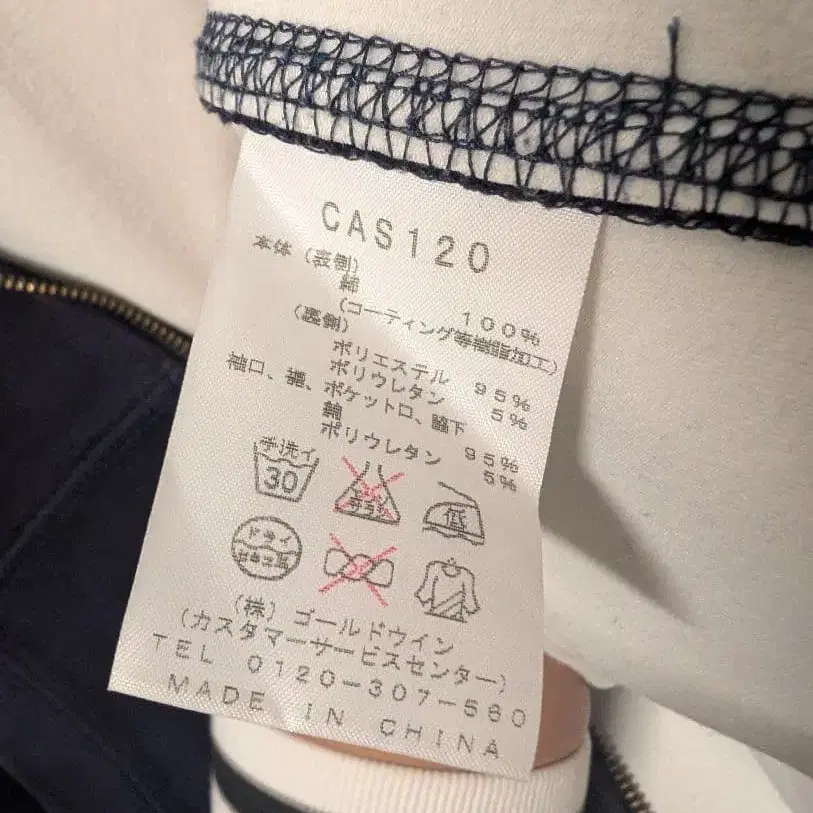 CAS120
本体（表側）
綿 100%
（コーティング等樹脂加工）
（裏側）
ポリエステル 95%
ポリウレタン 5%
袖口、裾、ポケット口、脇下
綿 95%
ポリウレタン 5%
手洗イ
30
低
ドライ
（株）ゴールドウイン
（カスタマーサービスセンター）
TEL 0120-307-560
MADE IN CHINA